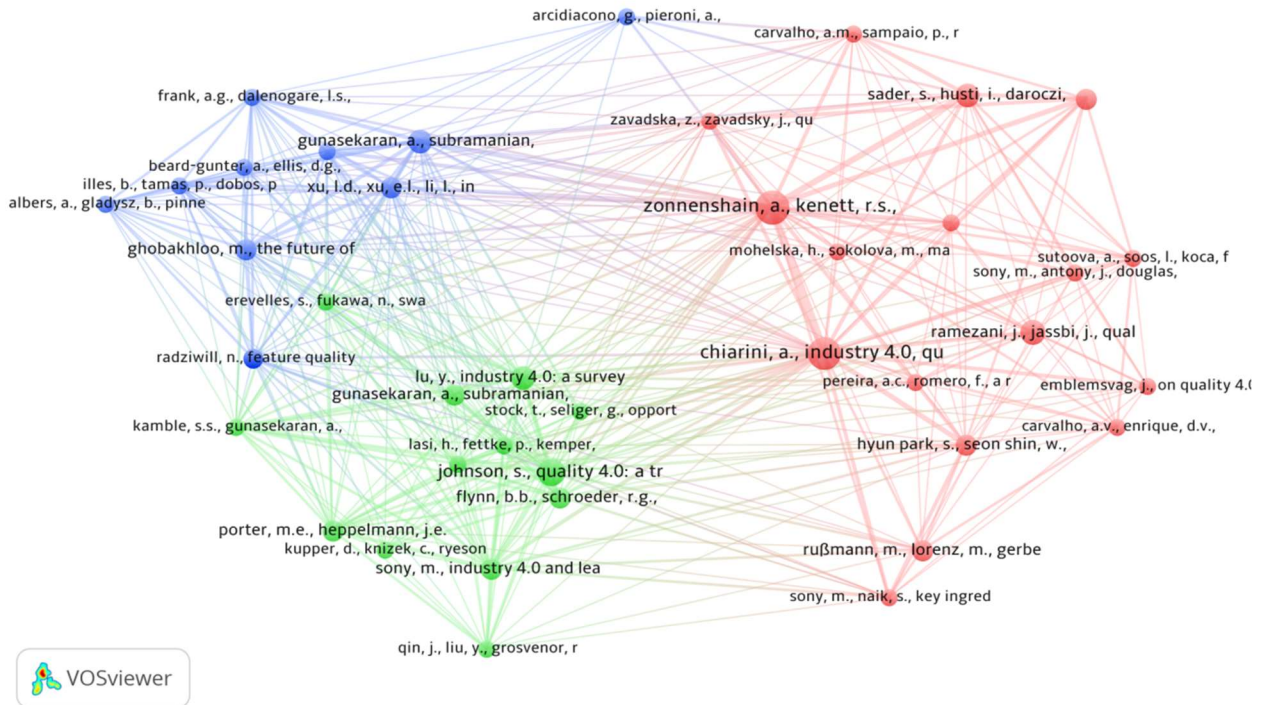 arcidiacono, g., pieroni, a.,
carvalho, a.m., sampaio, p., r
frank, a.g., dalenogare, l.s.,
sader, s., husti, i., daroczi,
zavadska, z., zavadsky, j., qu
gunasekaran, a., subramanian,
beard-gunter, a., ellis, d.g.,
illes, b., tamas, p., dobos, p
xu, l.d., xu, e.l., li, l., in
albers, a., gladysz, b., pinne
zonnenshain, a., kenett, r.s.,
ghobakhloo, m., the future of
mohelska, h., sokolova, m., ma
sutoova, a., soos, l., koca, f
sony, m., antony, j., douglas,
erevelles, s., fukawa, n., swa
ramezani, j., jassbi, j., qual
chiarini, a., industry 4.0, qu
radziwill, n., feature quality
lu, y., industry 4.0: a survey
pereira, a.c., romero, f., a r
emblemsvag, j., on quality 4.(
gunasekaran, a., subramanian,
stock, t., seliger, g., opport
kamble, s.s., gunasekaran, a.,
carvalho, a.v., enrique, d.v.,
lasi, h., fettke, p., kemper,
hyun park, s., seon shin, w.,
johnson, s., quality 4.0: a tr
flynn, b.b., schroeder, r.g.,
porter, m.e., heppelmann, j.e.
kupper, d., knizek, c., ryeson
rußmann, m., lorenz, m., gerbe
sony, m., industry 4.0 and lea
sony, m., naik, s., key ingred
qin, j., liu, y., grosvenor, r
VOSviewer